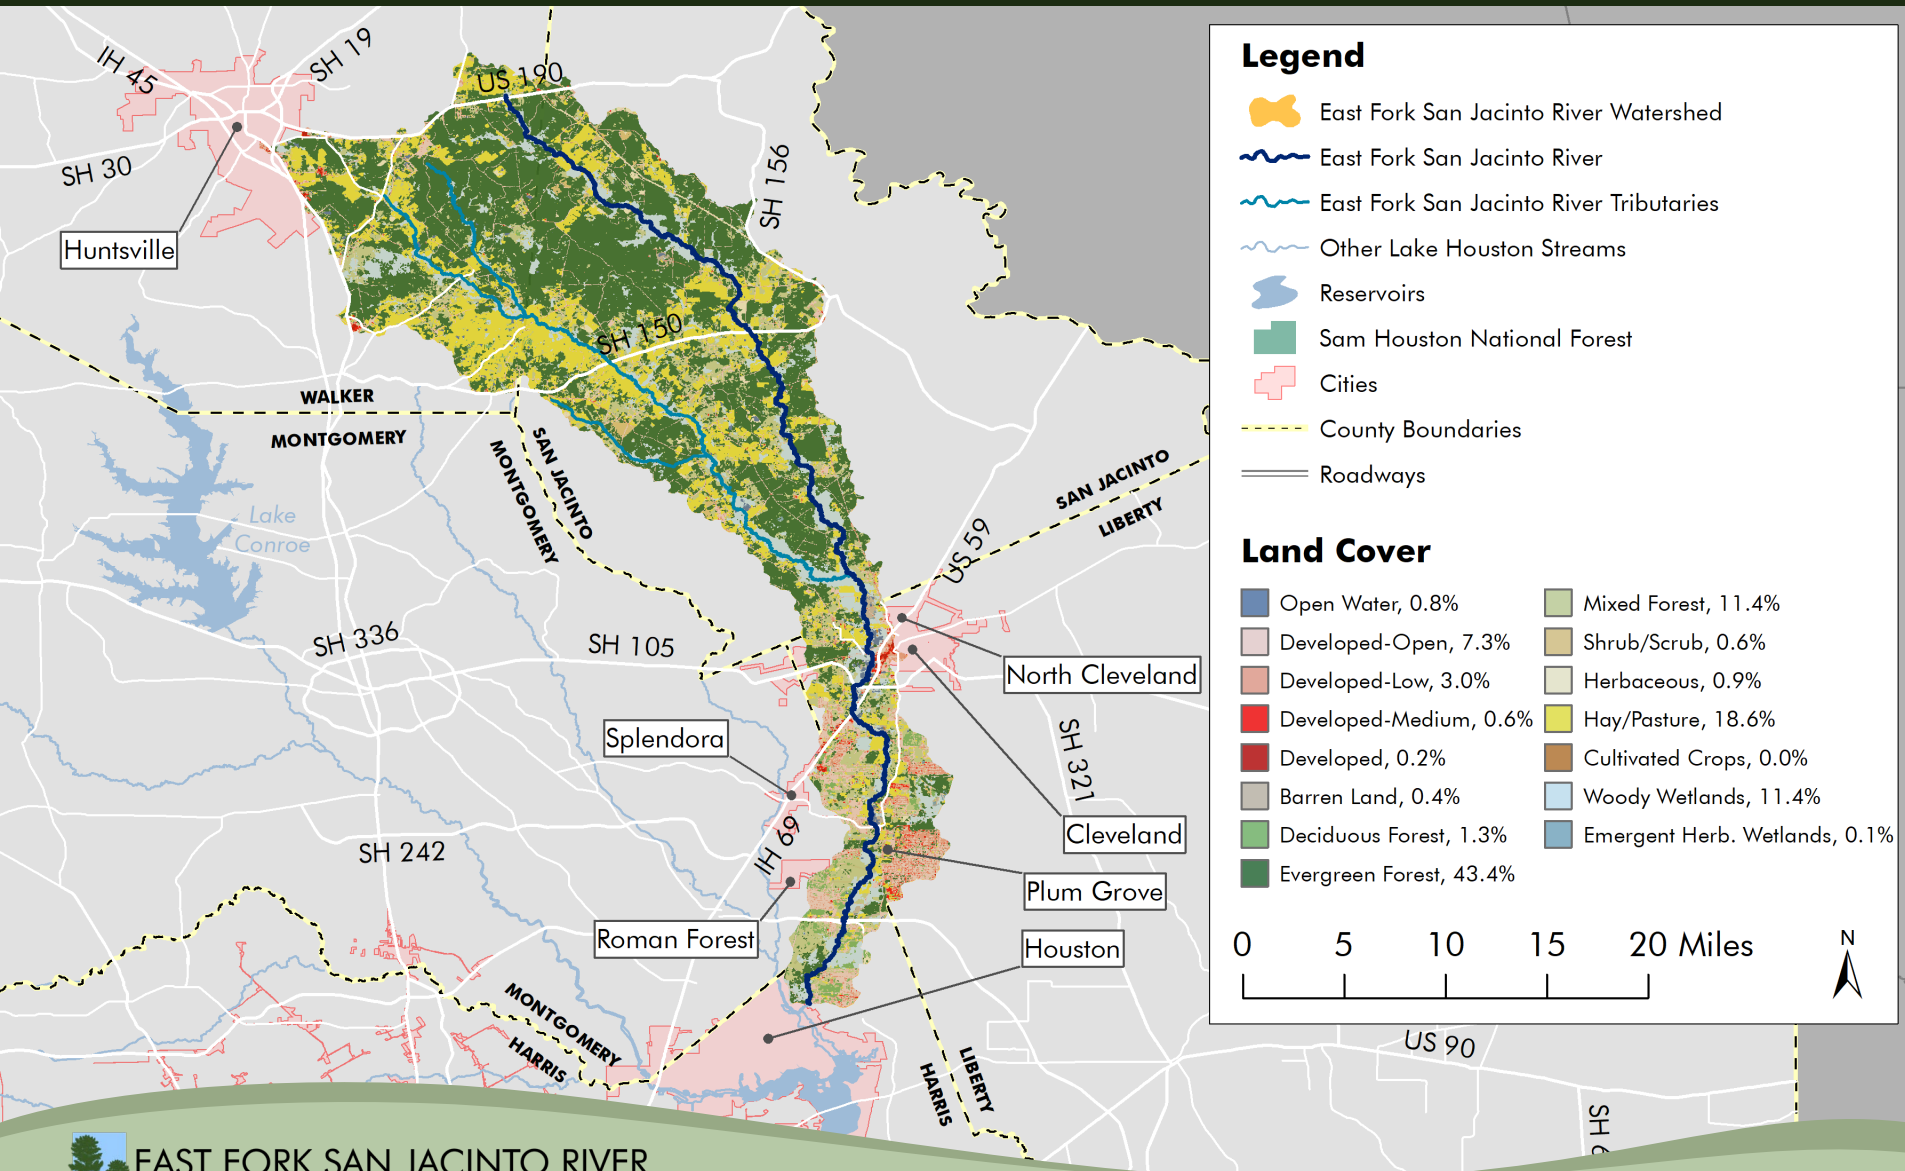 IH 45
SH 19
US 190
SH 30
SH 156
Huntsville
SH 150
WALKER
MONTGOMERY
SAN JACINTO
MONTGOMERY
Lake
Conroe
SAN JACINTO
LIBERTY
US 59
SH 336
SH 105
North Cleveland
Splendora
SH 321
Cleveland
IH 69
SH 242
Plum Grove
Roman Forest
Houston
MONTGOMERY
HARRIS
LIBERTY
HARRIS
US 90
SH
Legend
East Fork San Jacinto River Watershed
East Fork San Jacinto River
East Fork San Jacinto River Tributaries
Other Lake Houston Streams
Reservoirs
Sam Houston National Forest
Cities
County Boundaries
Roadways
Land Cover
Open Water, 0.8%
Developed-Open, 7.3%
Developed-Low, 3.0%
Developed-Medium, 0.6%
Developed, 0.2%
Barren Land, 0.4%
Deciduous Forest, 1.3%
Evergreen Forest, 43.4%
Mixed Forest, 11.4%
Shrub/Scrub, 0.6%
Herbaceous, 0.9%
Hay/Pasture, 18.6%
Cultivated Crops, 0.0%
Woody Wetlands, 11.4%
Emergent Herb. Wetlands, 0.1%
0 5 10 15 20 Miles
N
EAST FORK SAN JACINTO RIVER